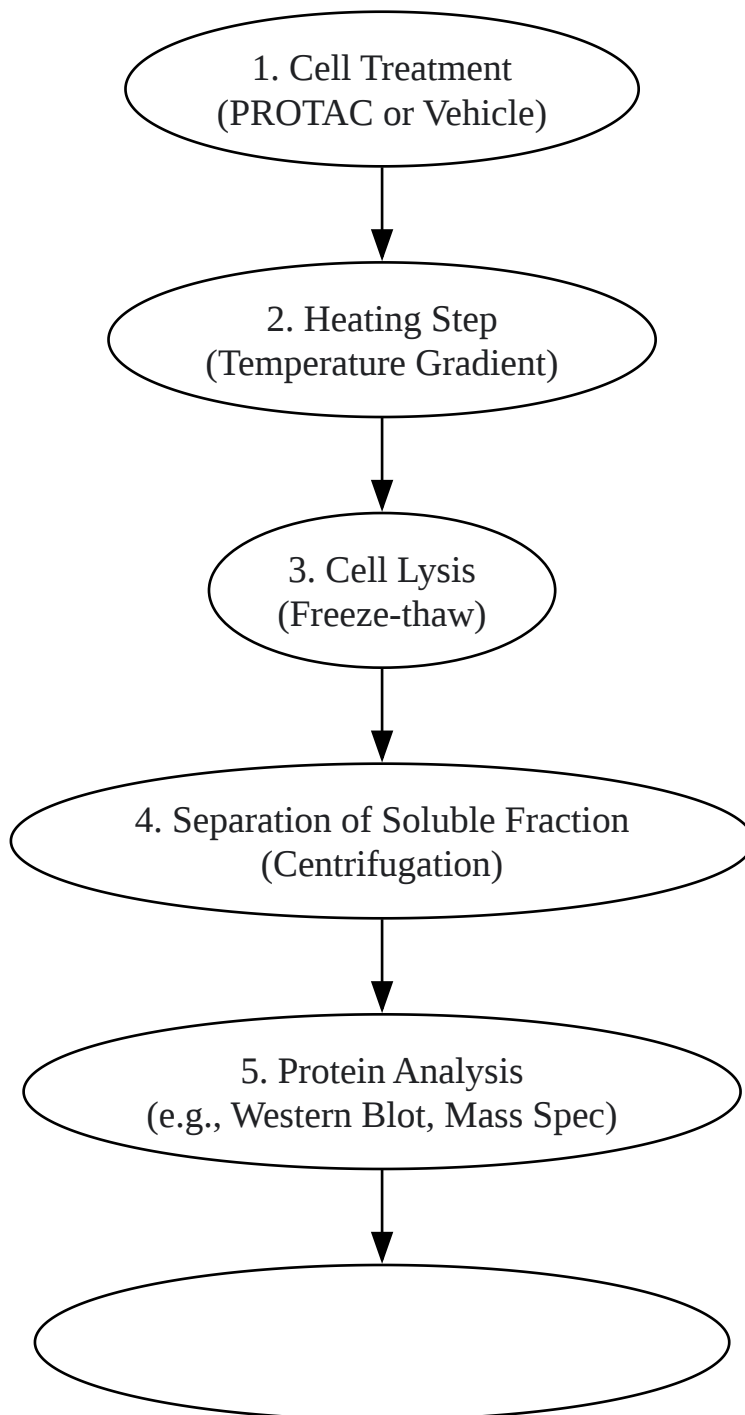 1. Cell Treatment
(PROTAC or Vehicle)
2. Heating Step
(Temperature Gradient)
3. Cell Lysis
(Freeze-thaw)
4. Separation of Soluble Fraction
(Centrifugation)
5. Protein Analysis
(e.g., Western Blot, Mass Spec)